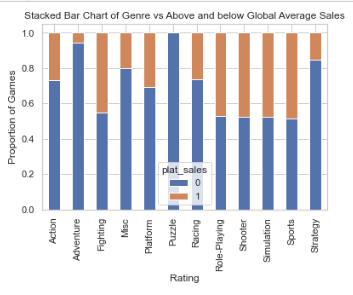 Stacked Bar Chart of Genre vs Above and below Global Average Sales
Proportion of Games
1.0
0.8
0.6
0.4
0.2
0.0
plat_sales
0
1
Action
Adventure
Fighting
Misc
Platform
Puzzle
Racing
Role-Playing
Shooter
Simulation
Sports
Strategy
Rating